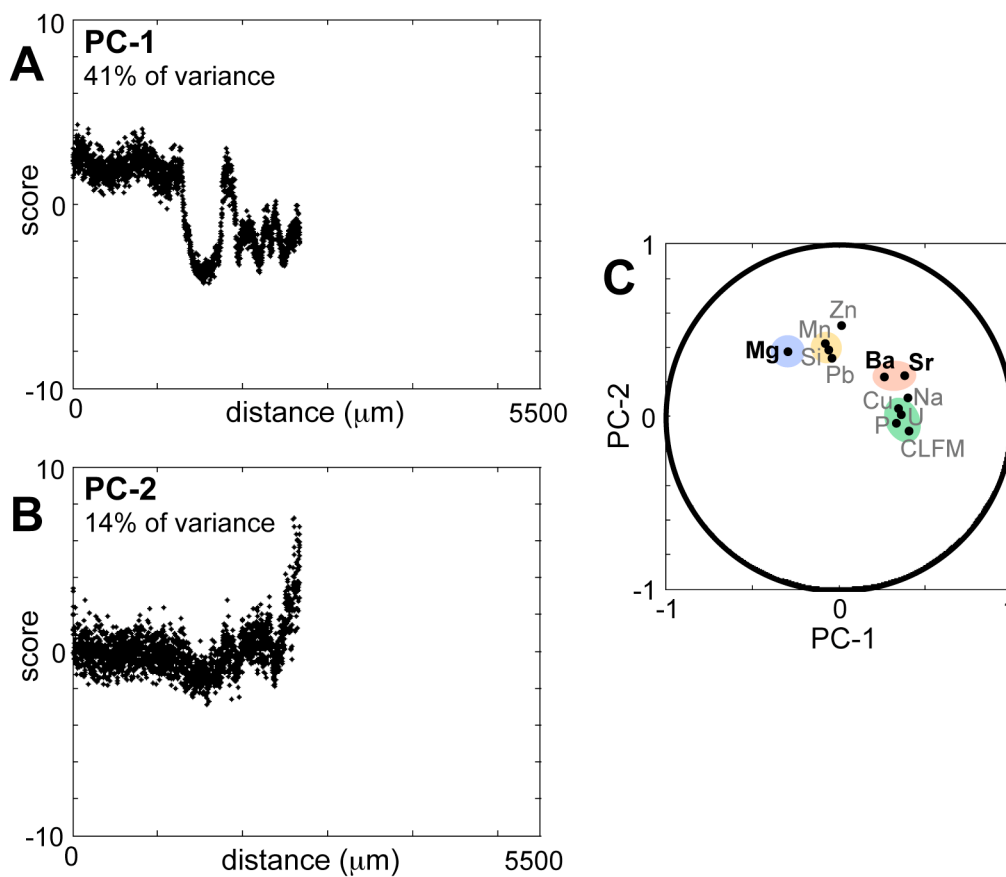 A
PC-1
41% of variance
10
0
-10
score
distance (μm)
5500
B
PC-2
14% of variance
10
0
-10
score
0
distance (μm)
5500
C
1
0
-1
PC-2
Zn
Mn
Mg
Si
Pb
Ba
Sr
Cu
Na
P
U
CLFM
-1
0
1
PC-1